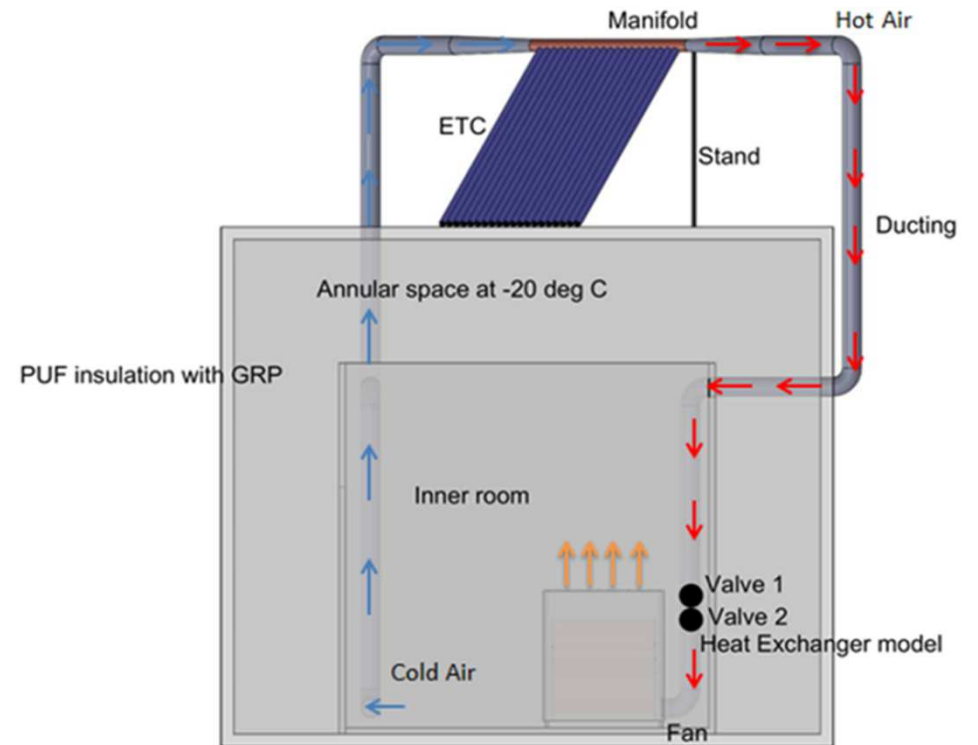 Manifold
Hot Air
ETC
Stand
Ducting
Annular space at -20 deg C
PUF insulation with GRP
Inner room
Valve 1
Valve 2
Heat Exchanger model
Cold Air
Fan